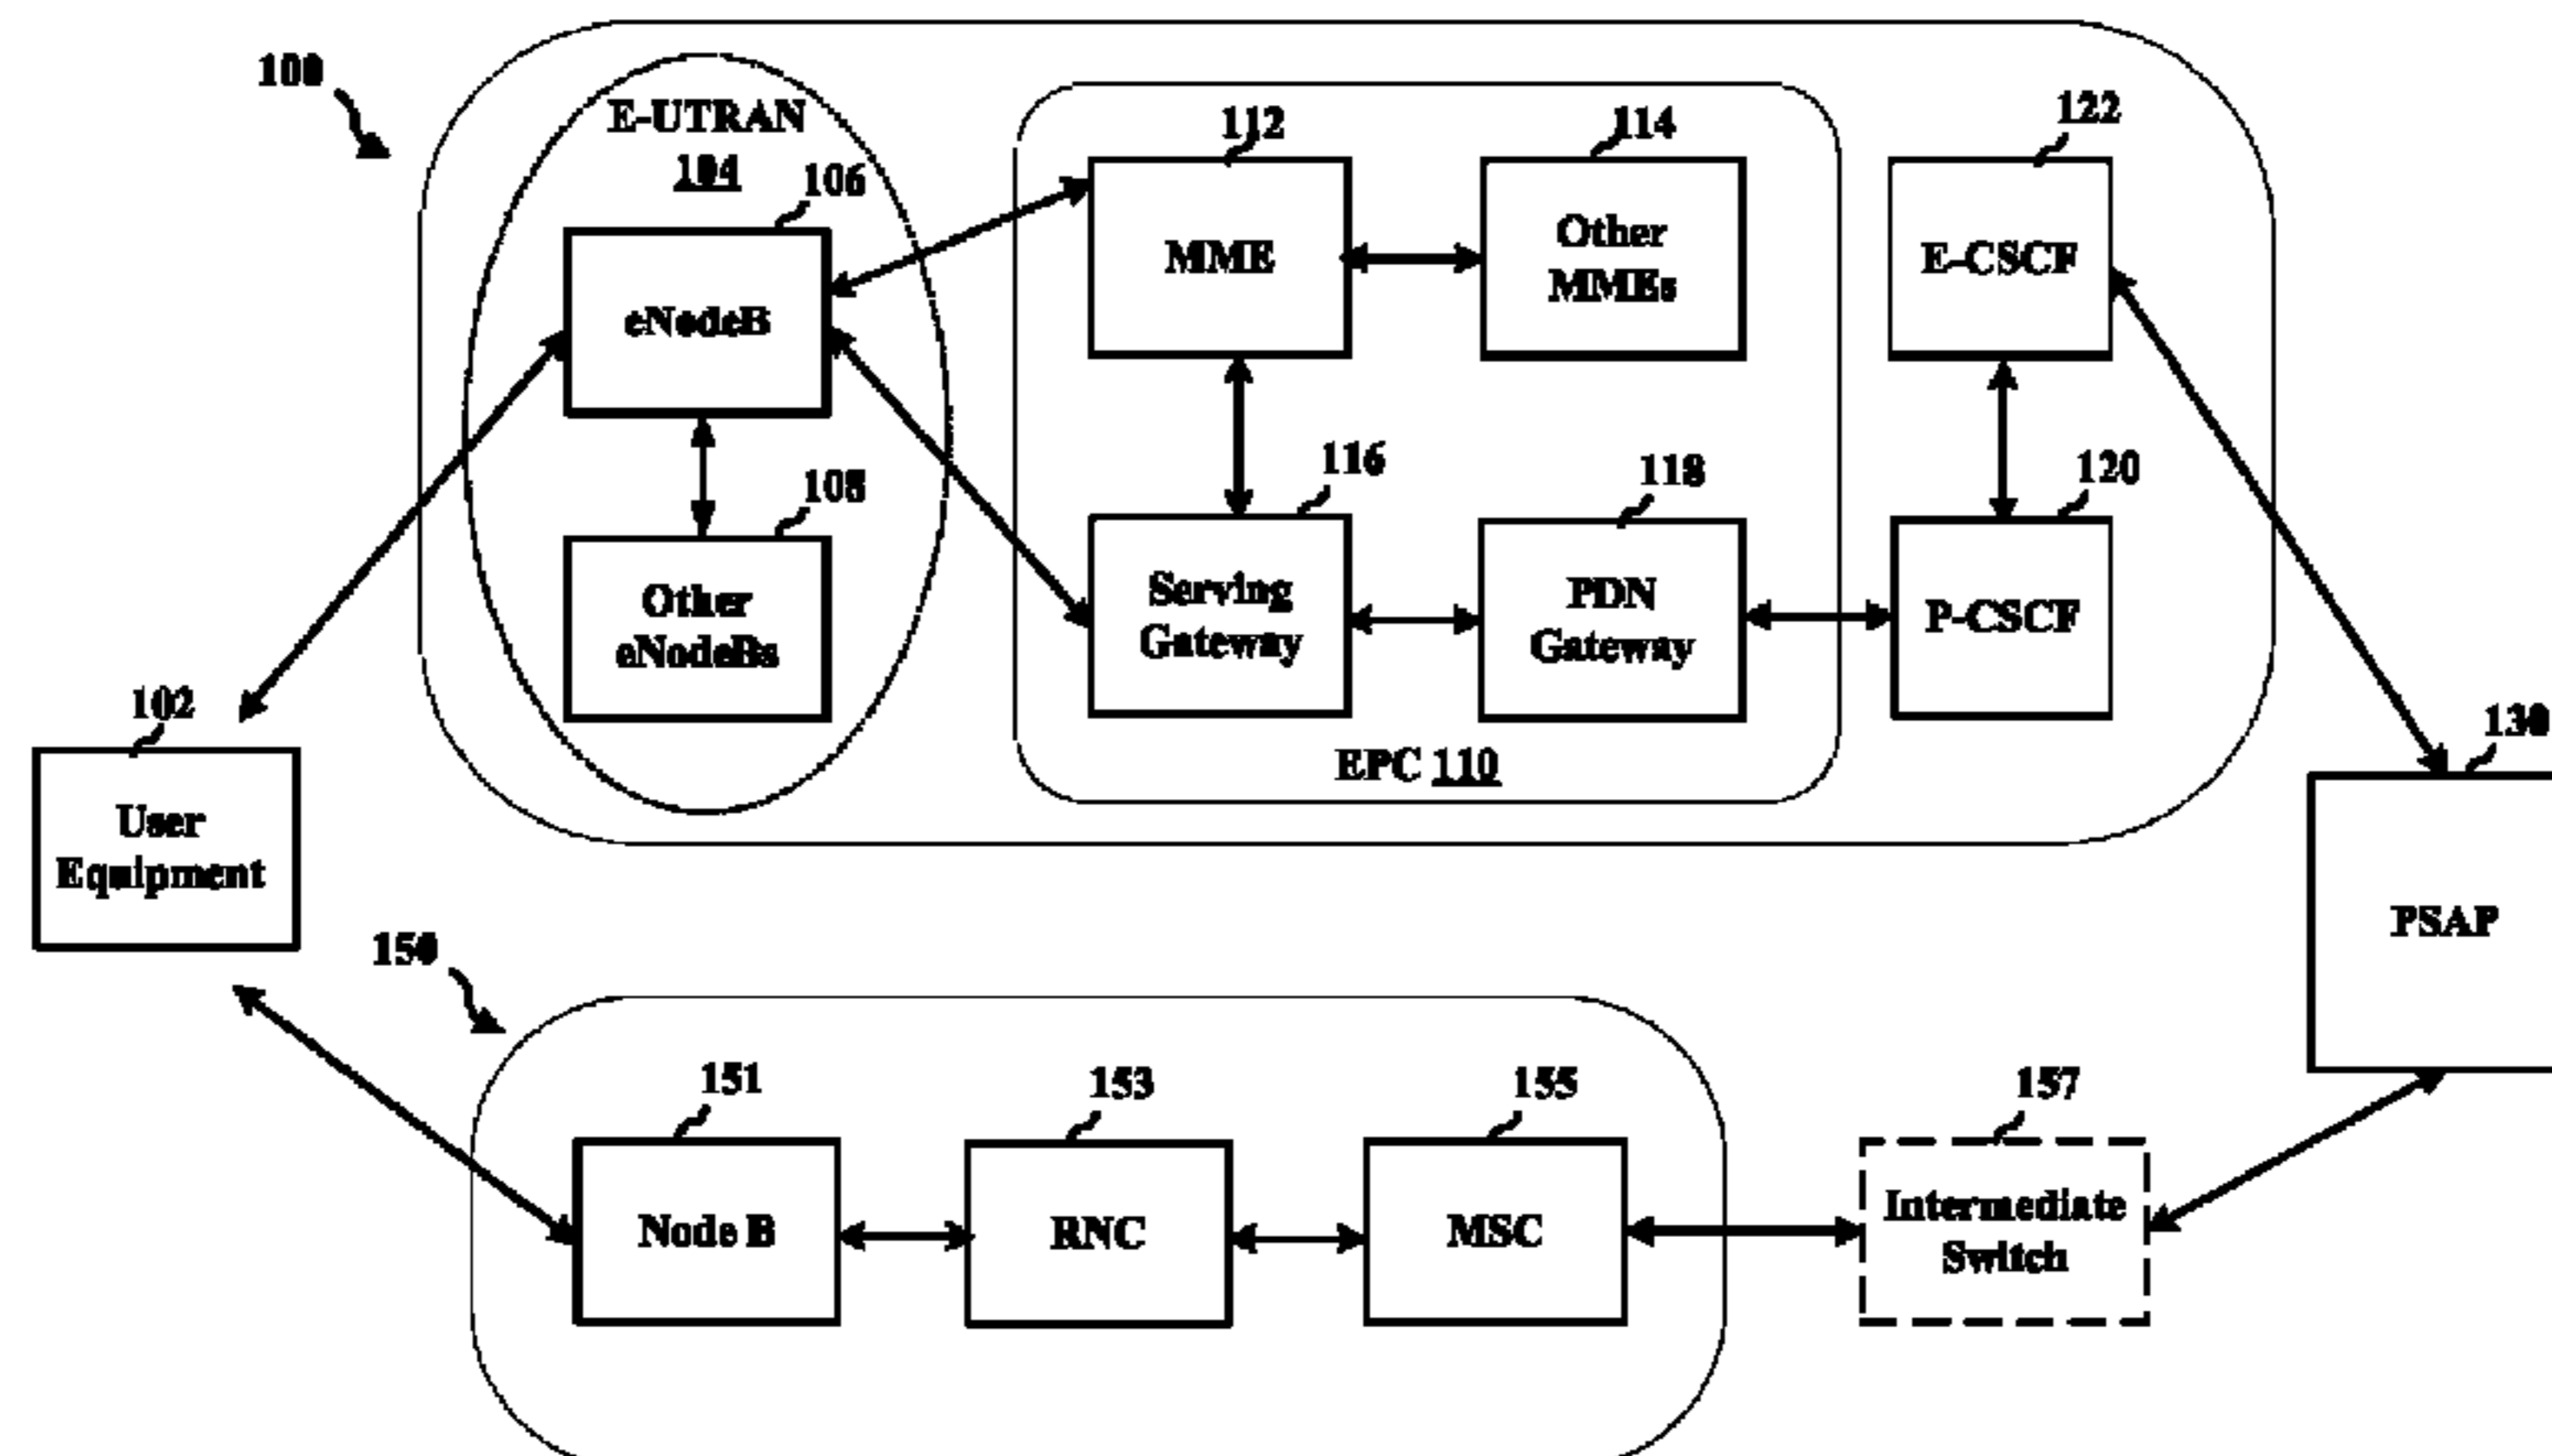 100
E-UTRAN
104
106
eNodeB
108
Other
eNodeBs
112
MME
114
Other
MMEs
116
Serving
Gateway
118
PDN
Gateway
EPC 110
122
E-CSCF
120
P-CSCF
102
User
Equipment
130
PSAP
150
151
Node B
153
RNC
155
MSC
157
Intermediate
Switch